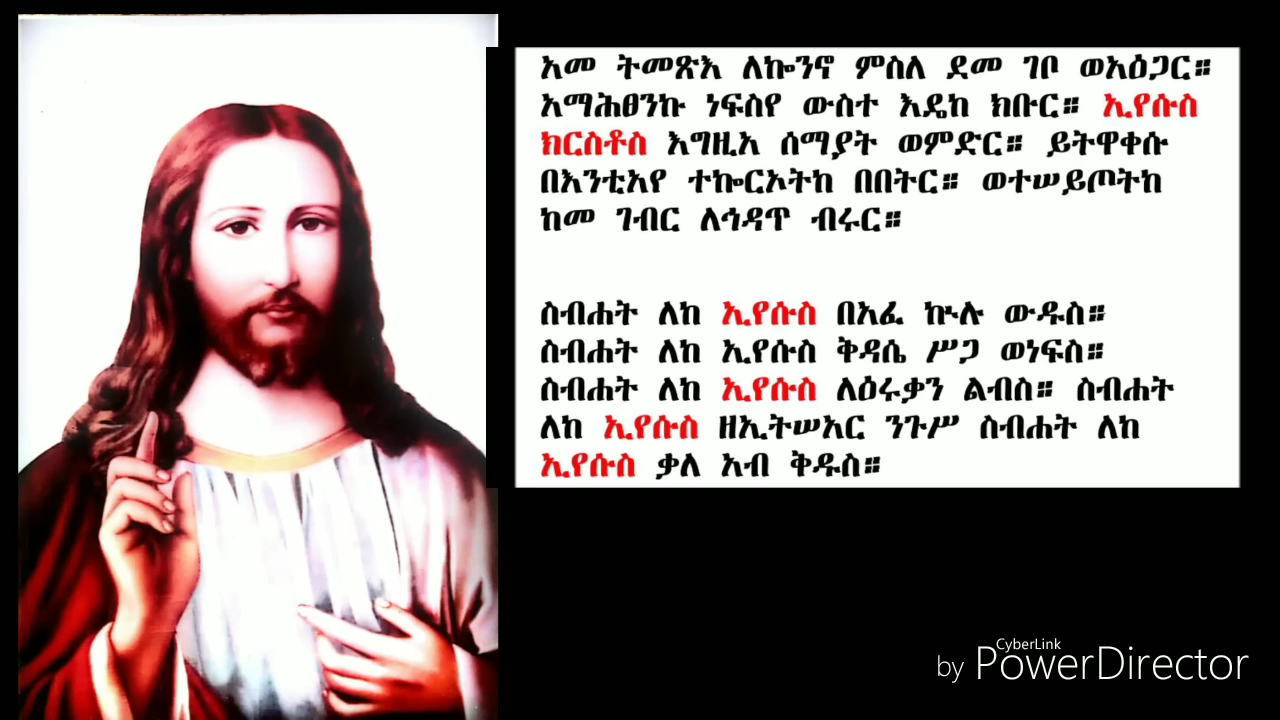 አመ ትመጽእ ለኰንኖ ምስለ ደመ ገቦ ወአዕጋር።
አማሕፀንኩ ነፍስየ ውስተ እዴከ ክቡር። ኢየሱስ
ክርስቶስ እግዚአ ሰማያት ወምድር። ይትዋቀሱ
በእንቲአየ ተኰርኦትከ በበትር። ወተሠይጦትከ
ከመ ገብር ለኅዳጥ ብሩር።
ስብሐት ለከ ኢየሱስ በአፈ ኵሉ ውዱስ።
ስብሐት ለከ ኢየሱስ ቅዳሴ ሥጋ ወነፍስ።
ስብሐት ለከ ኢየሱስ ለዕሩቃን ልብስ። ስብሐት
ለከ ኢየሱስ ዘኢትሠአር ንጉሥ ስብሐት ለከ
ኢየሱስ ቃለ አብ ቅዱስ።
CyberLink
by PowerDirector